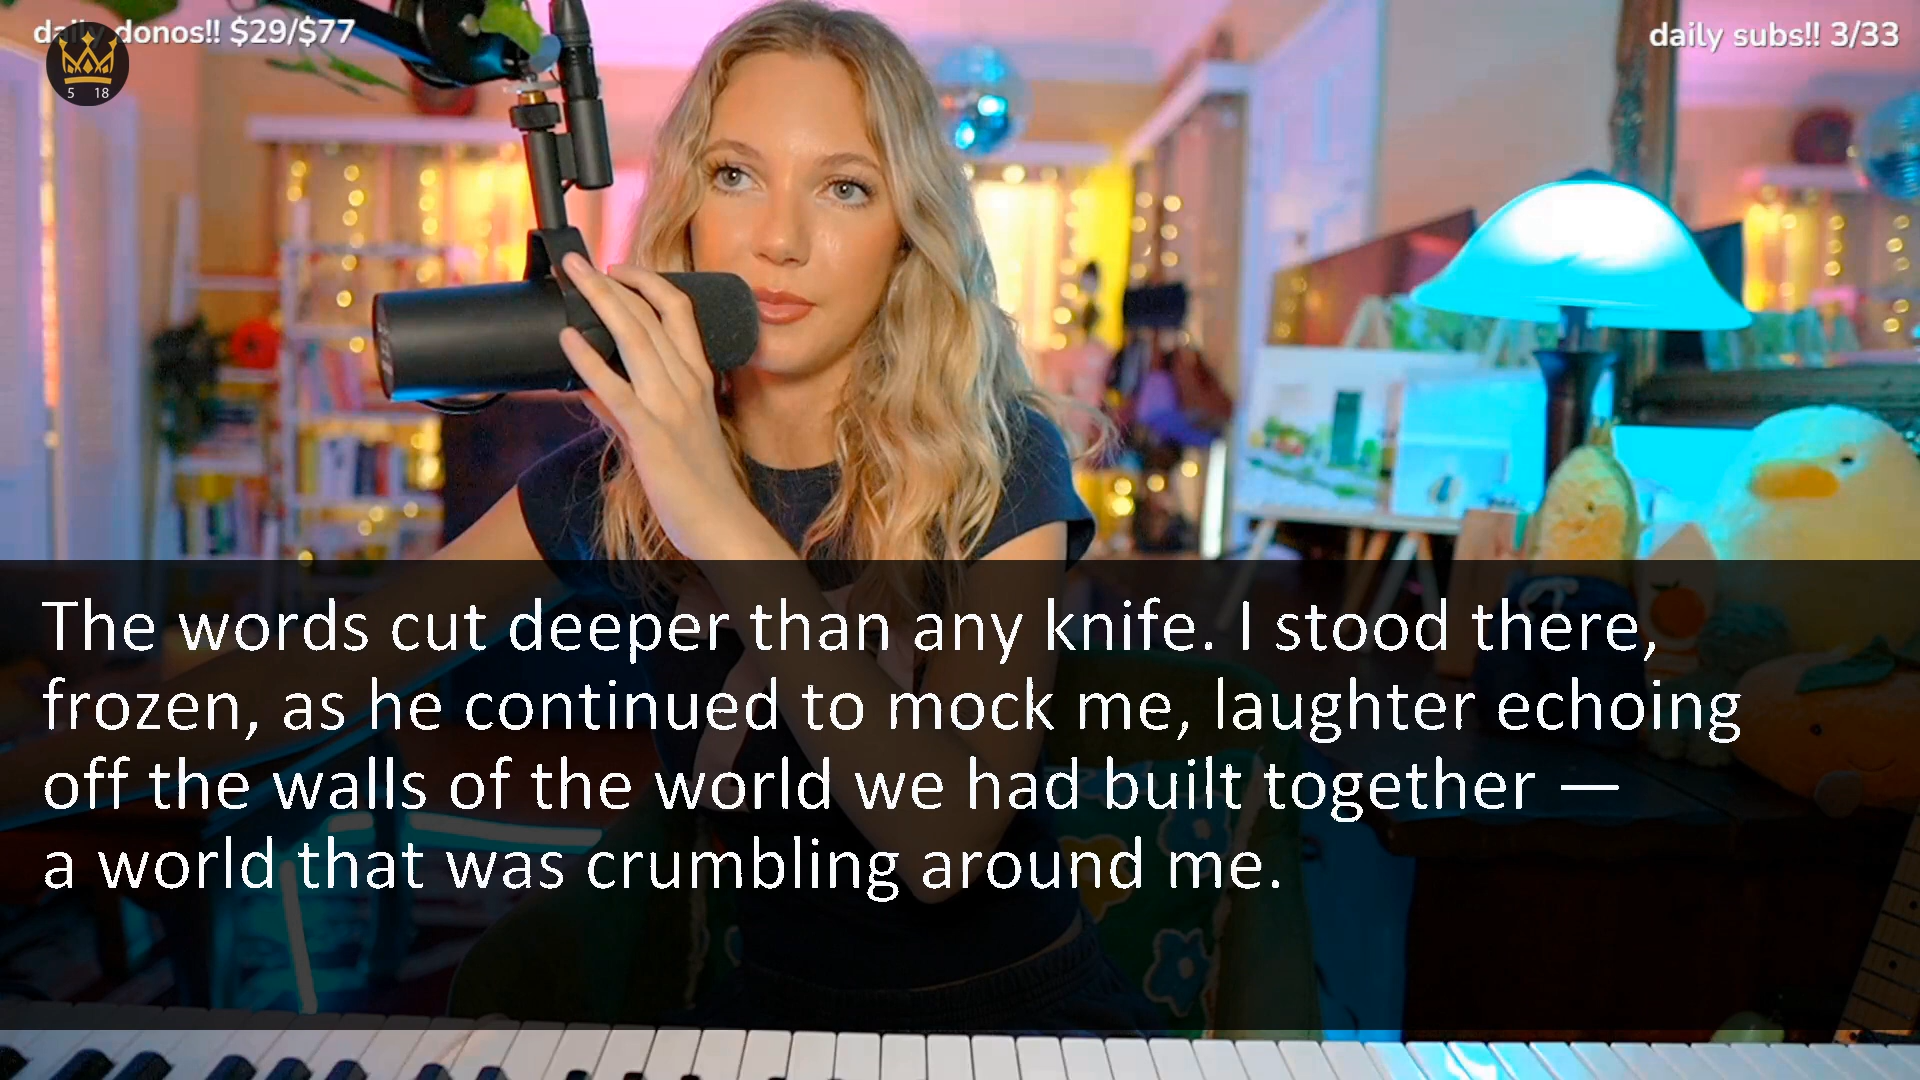 daily donos!! $29/$77
daily subs!! 3/33
5 18
The words cut deeper than any knife. I stood there,
frozen, as he continued to mock me, laughter echoing
off the walls of the world we had built together —
a world that was crumbling around me.